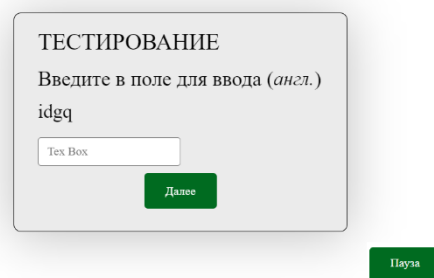 ТЕСТИРОВАНИЕ
Введите в поле для ввода (англ.)
idgq
Tex Box
Далее
Пауза